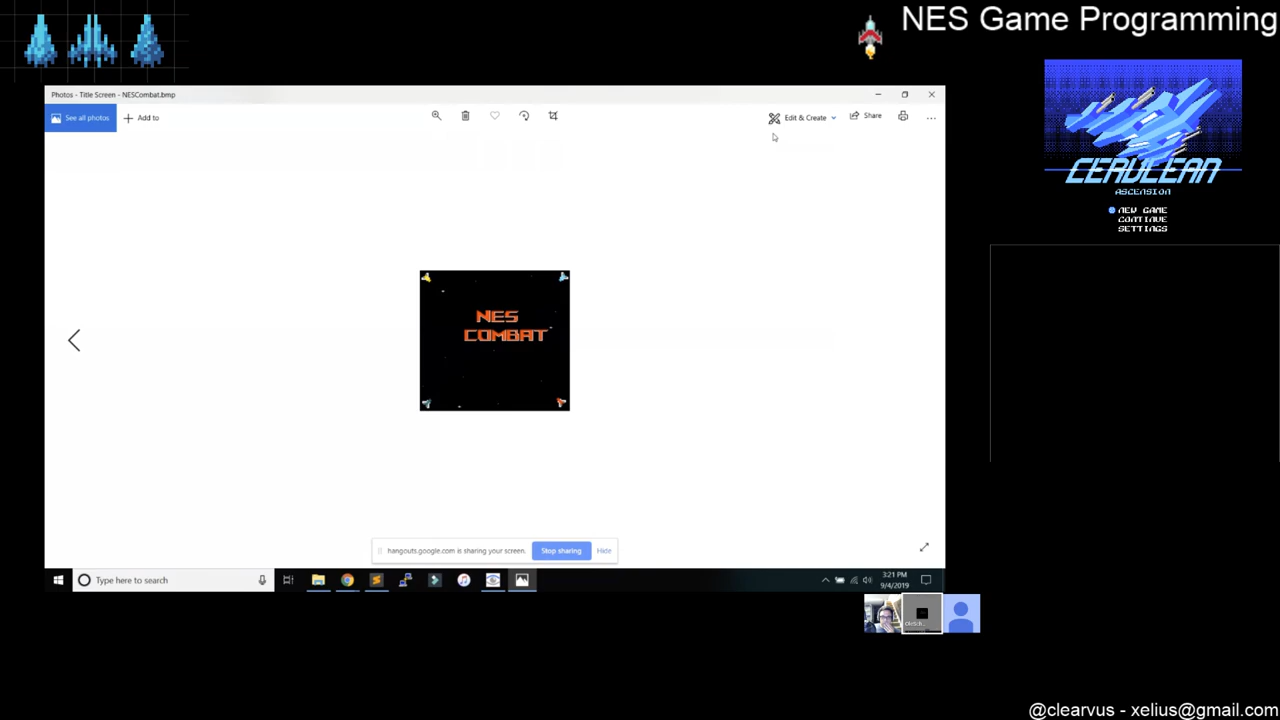 NES Game Programming
Photos - Title Screen - NESCombat.bmp
See all photos
Add to
Edit & Create
Share
CERULEAN
ASCENSION
NEW GAME
CONTINUE
SETTINGS
NES
COMBAT
hangouts.google.com is sharing your screen.
Stop sharing
Hide
Type here to search
3:21 PM
9/4/2019
@clearvus - xelius@gmail.com